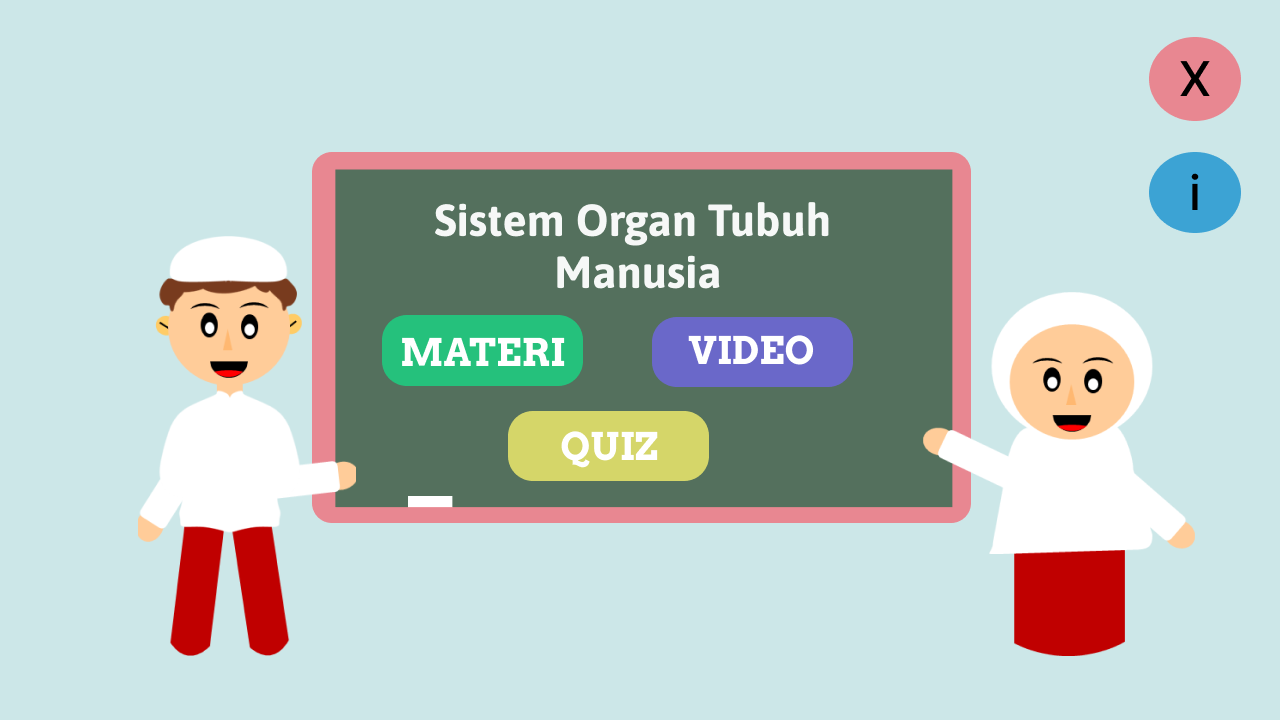 X
i
Sistem Organ Tubuh
Manusia
MATERI
VIDEO
QUIZ